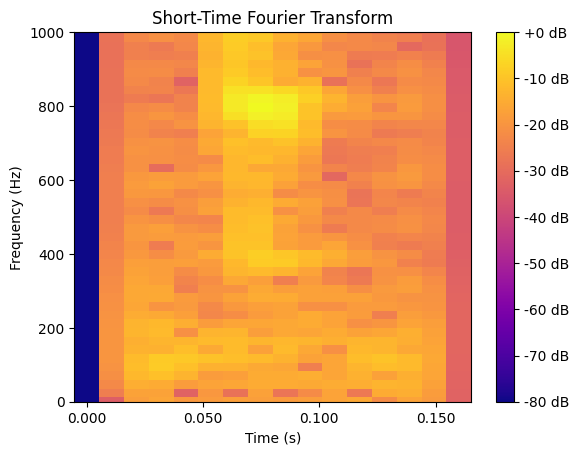 Short-Time Fourier Transform
1000
800
600
400
200
0
Frequency (Hz)
0.000
0.050
0.100
0.150
Time (s)
+0 dB
-10 dB
-20 dB
-30 dB
-40 dB
-50 dB
-60 dB
-70 dB
-80 dB